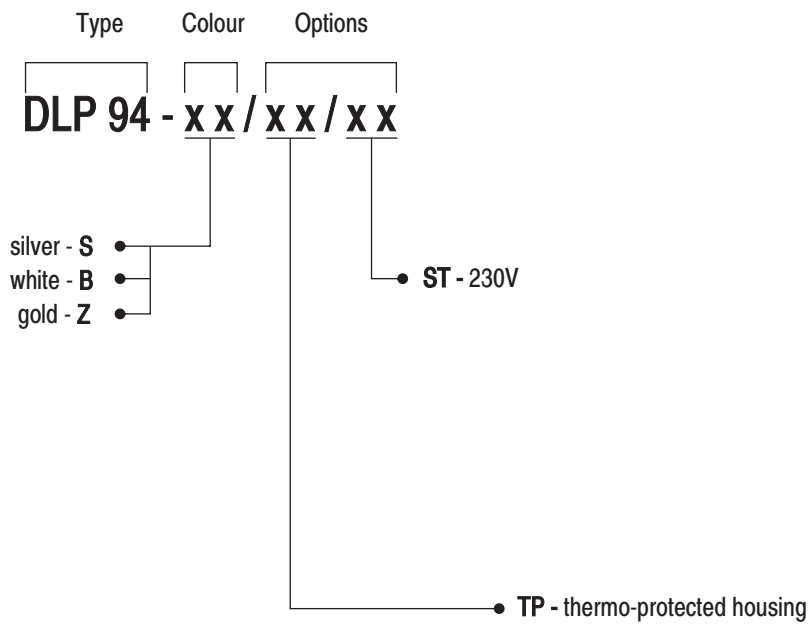 Type Colour Options
DLP 94 - x x / x x / x x
silver - S
white - B
gold - Z
ST - 230V
TP - thermo-protected housing